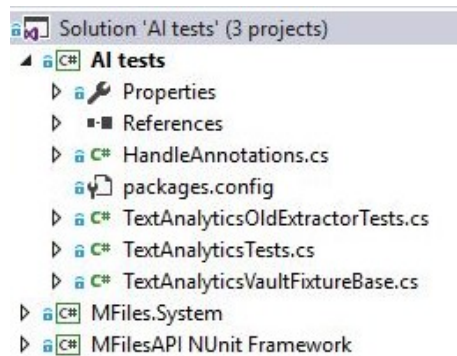 Solution 'AI tests' (3 projects)
C# AI tests
Properties
References
C# HandleAnnotations.cs
packages.config
C# TextAnalyticsOldExtractorTests.cs
C# TextAnalyticsTests.cs
C# TextAnalyticsVaultFixtureBase.cs
C# MFiles.System
C# MFilesAPI NUnit Framework